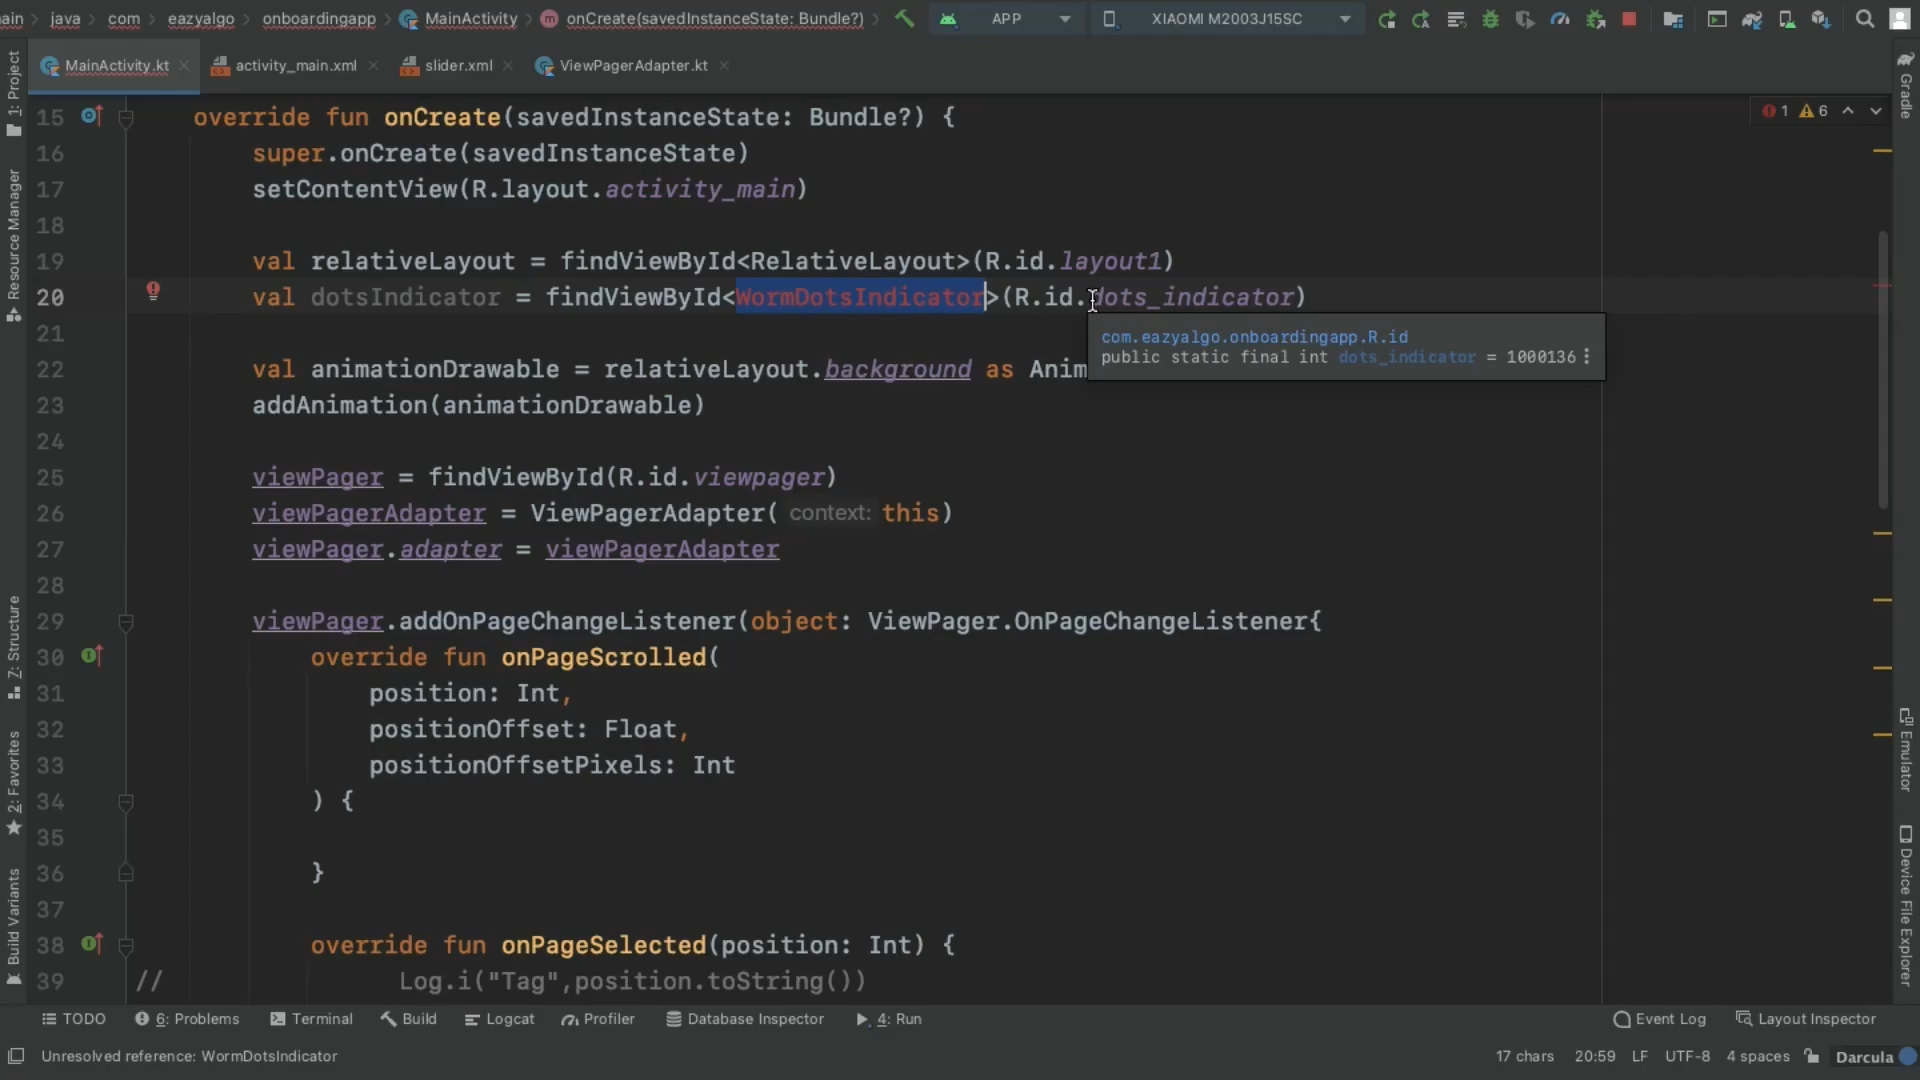 ain java com eazyalgo onboardingapp MainActivity onCreate(savedInstanceState: Bundle?) APP XIAOMI M2003J15SC
MainActivity.kt activity_main.xml slider.xml ViewPagerAdapter.kt
1: Project
Resource Manager
Z: Structure
2: Favorites
Build Variants
1 6
15 override fun onCreate(savedInstanceState: Bundle?) {
16 super.onCreate(savedInstanceState)
17 setContentView(R.layout.activity_main)
18
19 val relativeLayout = findViewById<RelativeLayout>(R.id.layout1)
20 val dotsIndicator = findViewById<WormDotsIndicator>(R.id.dots_indicator)
21
com.eazyalgo.onboardingapp.R.id
public static final int dots_indicator = 1000136
22 val animationDrawable = relativeLayout.background as Anim
23 addAnimation(animationDrawable)
24
25 viewPager = findViewById(R.id.viewpager)
26 viewPagerAdapter = ViewPagerAdapter( context: this)
27 viewPager.adapter = viewPagerAdapter
28
29 viewPager.addOnPageChangeListener(object: ViewPager.OnPageChangeListener{
30 override fun onPageScrolled(
31 position: Int,
32 positionOffset: Float,
33 positionOffsetPixels: Int
34 ) {
35
36 }
37
38 override fun onPageSelected(position: Int) {
39 // Log.i("Tag",position.toString())
Gradle
Emulator
Device File Explorer
TODO 6: Problems Terminal Build Logcat Profiler Database Inspector 4: Run Event Log Layout Inspector
Unresolved reference: WormDotsIndicator 17 chars 20:59 LF UTF-8 4 spaces Darcula